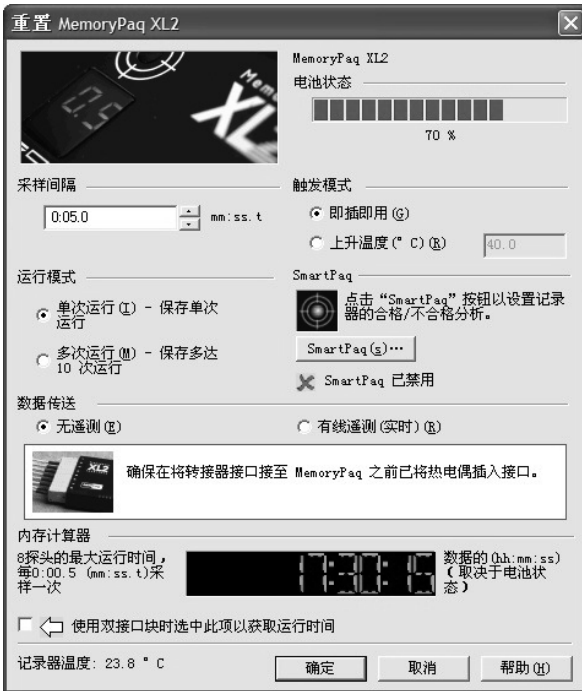 重置 MemoryPaq XL2
MemoryPaq XL2
电池状态
0.5
XL2
70 %
采样间隔
0:05.0
mm:ss.t
触发模式
即插即用(G)
上升温度(° C)(R)
40.0
运行模式
单次运行(I) - 保存单次
运行
多次运行(M) - 保存多达
10 次运行
SmartPaq
点击“SmartPaq”按钮以设置记录
器的合格/不合格分析。
SmartPaq(s)…
SmartPaq 已禁用
数据传送
无遥测(E)
有线遥测(实时)(R)
XL2
确保在将转接器接口接至 MemoryPaq 之前已将热电偶插入接口。
内存计算器
8探头的最大运行时间，
每0:00.5 (mm:ss.t)采
样一次
17:30:15
数据的(hh:mm:ss)
(取决于电池状
态)
使用双接口块时选中此项以获取运行时间
记录器温度: 23.8 ° C
确定
取消
帮助(H)